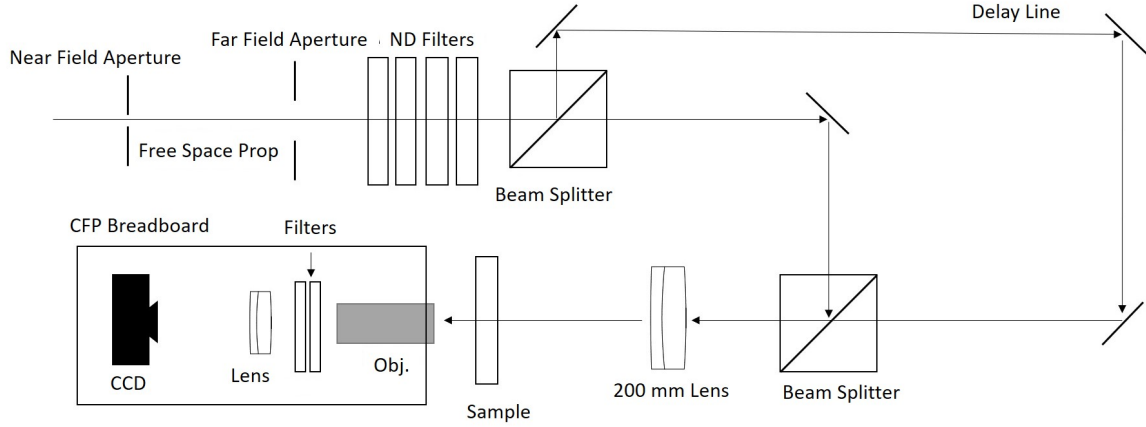 Delay Line
Far Field Aperture
ND Filters
Near Field Aperture
Free Space Prop
Beam Splitter
CFP Breadboard
Filters
CCD
Lens
Obj.
Sample
200 mm Lens
Beam Splitter